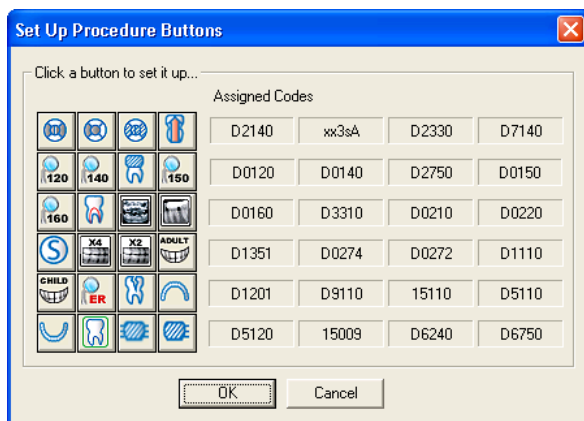 Set Up Procedure Buttons
Click a button to set it up...
Assigned Codes
D2140 xx3sA D2330 D7140
120 140 150 D0120 D0140 D2750 D0150
160 D0160 D3310 D0210 D0220
S X4 X2 ADULT D1351 D0274 D0272 D1110
CHILD ER D1201 D9110 15110 D5110
D5120 15009 D6240 D6750
OK Cancel